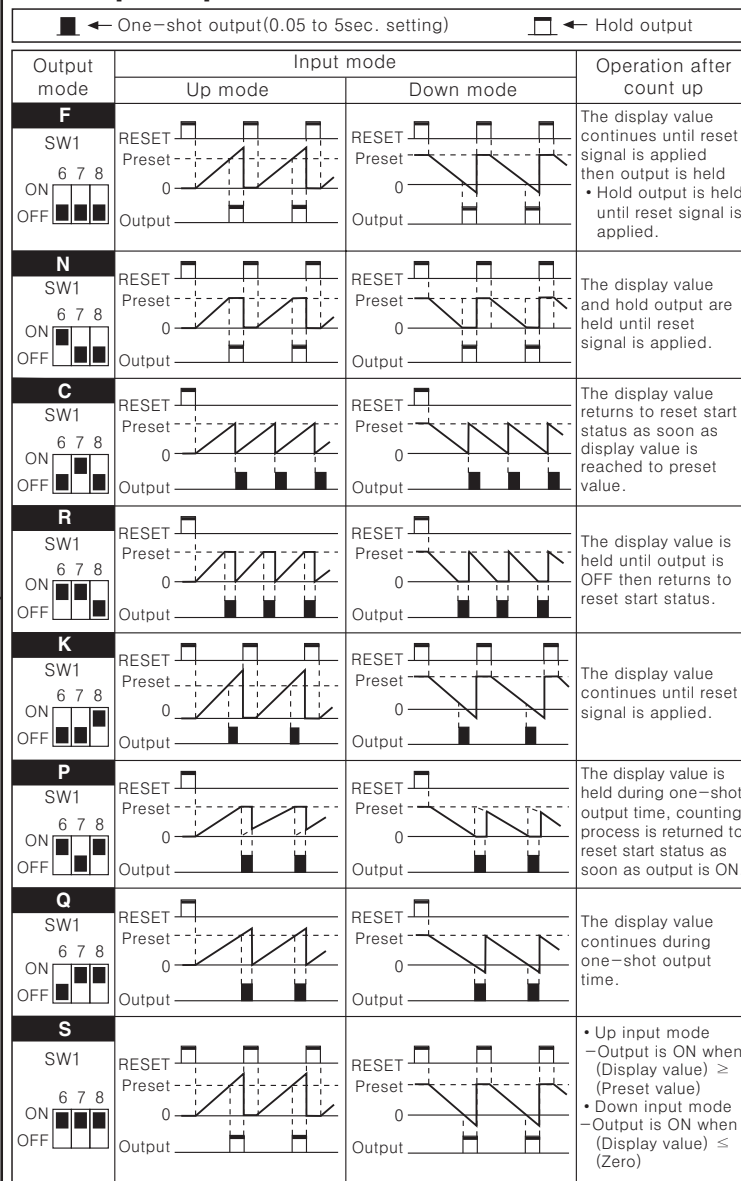 One-shot output(0.05 to 5sec. setting) Hold output
Output mode
Input mode
Up mode Down mode
Operation after count up
F
SW1
6 7 8
ON
OFF
RESET
Preset
0
Output
RESET
Preset
0
Output
The display value
continues until reset
signal is applied
then output is held
• Hold output is held
until reset signal is
applied.
N
SW1
6 7 8
ON
OFF
RESET
Preset
0
Output
RESET
Preset
0
Output
The display value
and hold output are
held until reset
signal is applied.
C
SW1
6 7 8
ON
OFF
RESET
Preset
0
Output
RESET
Preset
0
Output
The display value
returns to reset start
status as soon as
display value is
reached to preset
value.
R
SW1
6 7 8
ON
OFF
RESET
Preset
0
Output
RESET
Preset
0
Output
The display value is
held until output is
OFF then returns to
reset start status.
K
SW1
6 7 8
ON
OFF
RESET
Preset
0
Output
RESET
Preset
0
Output
The display value
continues until reset
signal is applied.
P
SW1
6 7 8
ON
OFF
RESET
Preset
0
Output
RESET
Preset
0
Output
The display value is
held during one-shot
output time, counting
process is returned to
reset start status as
soon as output is ON
Q
SW1
6 7 8
ON
OFF
RESET
Preset
0
Output
RESET
Preset
0
Output
The display value
continues during
one-shot output
time.
S
SW1
6 7 8
ON
OFF
RESET
Preset
0
Output
RESET
Preset
0
Output
• Up input mode
-Output is ON when
(Display value) ≥
(Preset value)
• Down input mode
-Output is ON when
(Display value) ≤
(Zero)